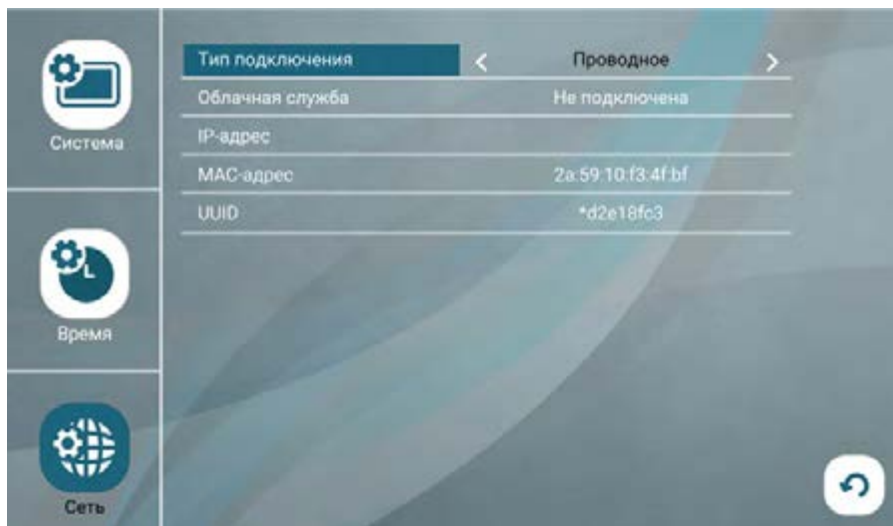 Система
Время
Сеть
Тип подключения < Проводное >
Облачная служба Не подключена
IP-адрес
MAC-адрес 2a:59:10:f3:4f:bf
UUID *d2e18fc3